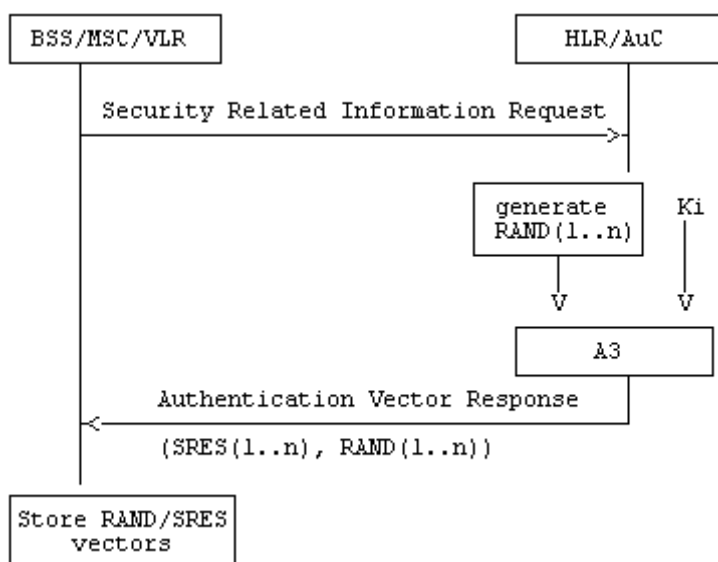 BSS/MSC/VLR
HLR/AuC
Security Related Information Request
generate
RAND(1..n)
Ki
V
V
A3
Authentication Vector Response
(SRES(1..n), RAND(1..n))
Store RAND/SRES
vectors